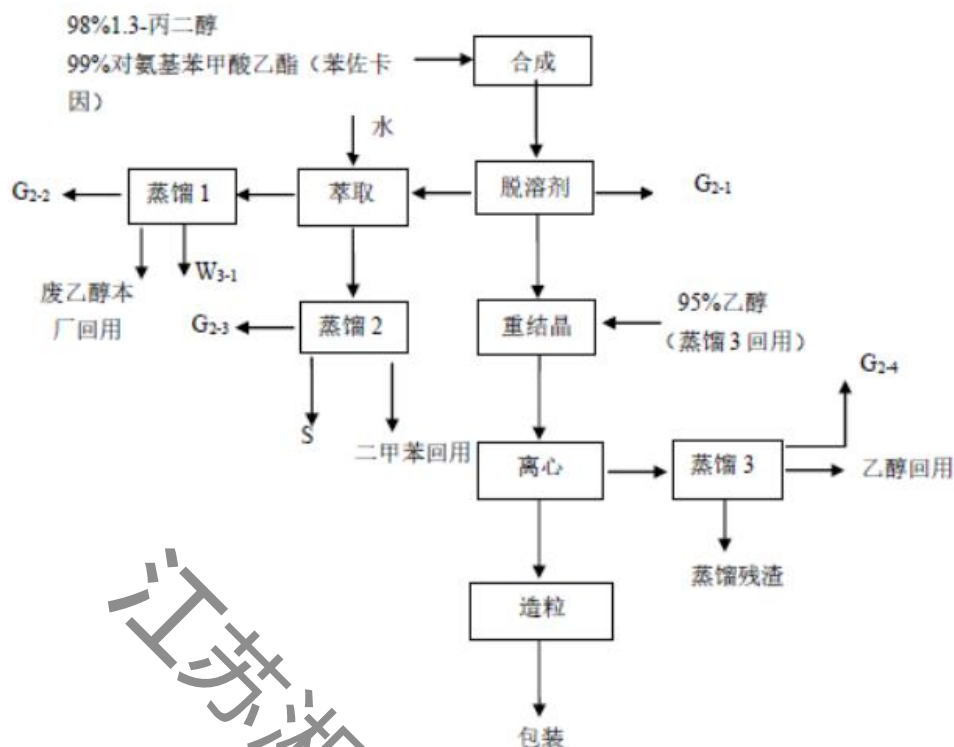 98%1.3-丙二醇
99%对氨基苯甲酸乙酯（苯佐卡
因）
合成
水
G2-2
蒸馏 1
萃取
脱溶剂
G2-1
废乙醇本
厂回用
W3-1
G2-3
蒸馏 2
重结晶
95%乙醇
（蒸馏 3 回用）
G2-4
S
二甲苯回用
离心
蒸馏 3
乙醇回用
蒸馏残渣
造粒
包装
江苏湘